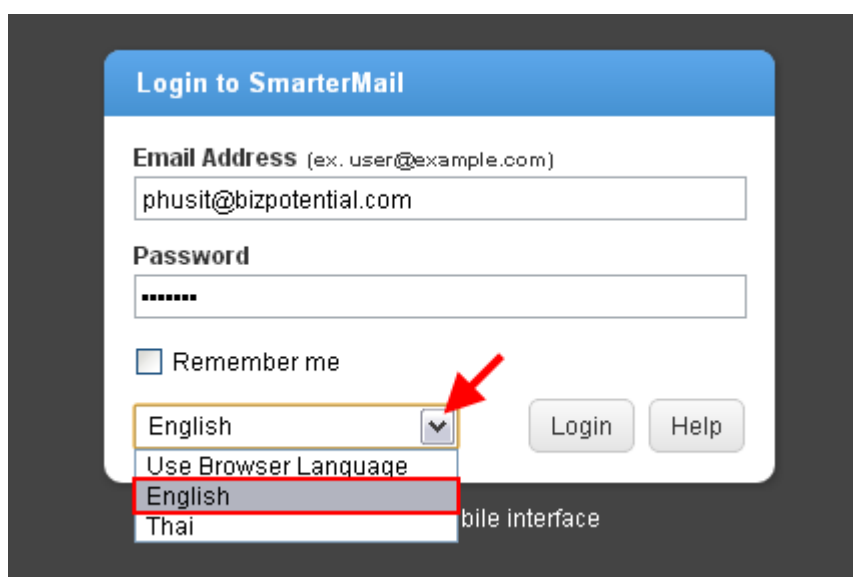 Login to SmarterMail
Email Address (ex. user@example.com)
phusit@bizpotential.com
Password
•••••••
Remember me
English
Login
Help
Use Browser Language
English
Thai
bile interface